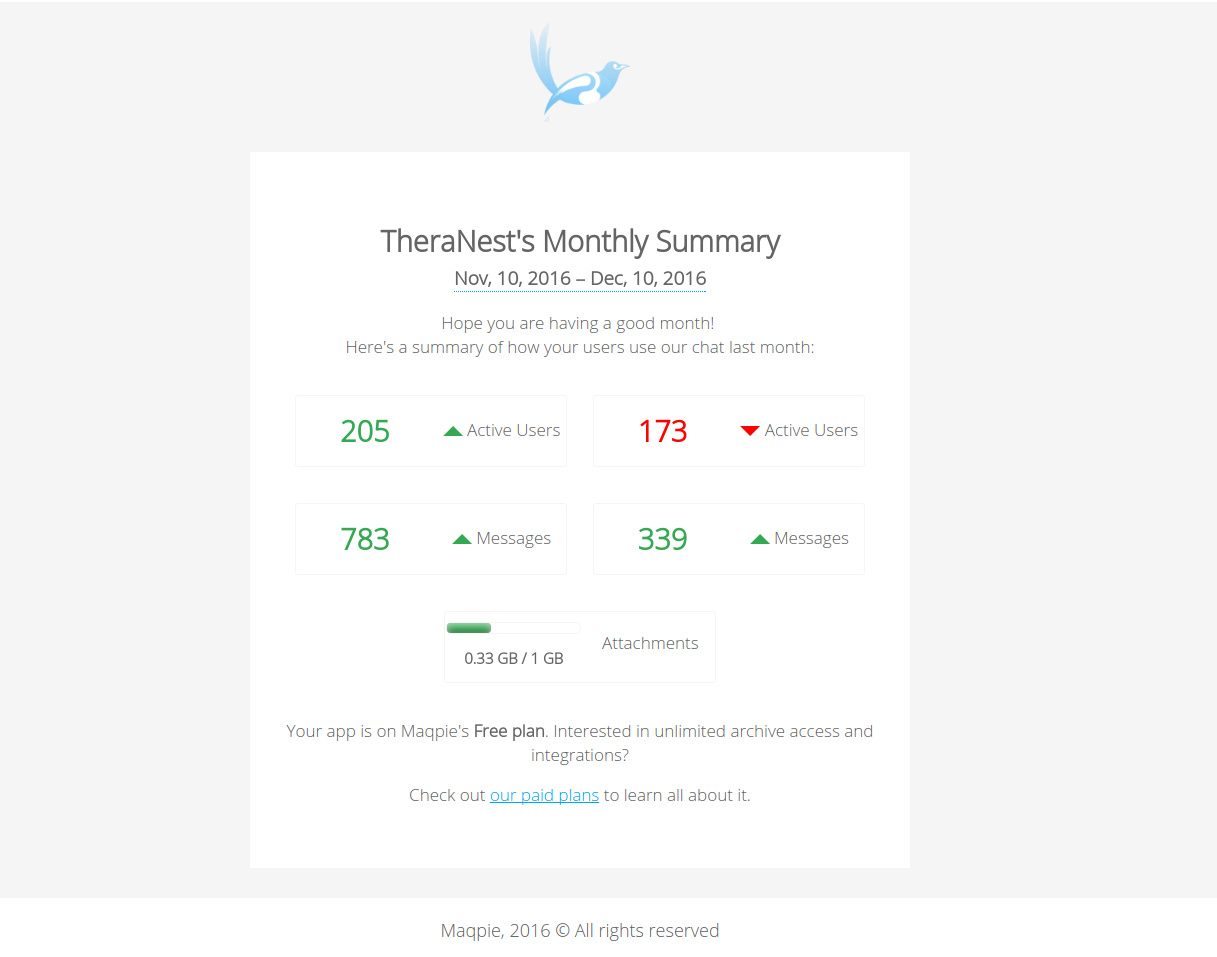 TheraNest's Monthly Summary
Nov, 10, 2016 – Dec, 10, 2016
Hope you are having a good month!
Here's a summary of how your users use our chat last month:
205 Active Users
173 Active Users
783 Messages
339 Messages
Attachments
0.33 GB / 1 GB
Your app is on Maqpie's Free plan. Interested in unlimited archive access and
integrations?
Check out our paid plans to learn all about it.
Maqpie, 2016 © All rights reserved